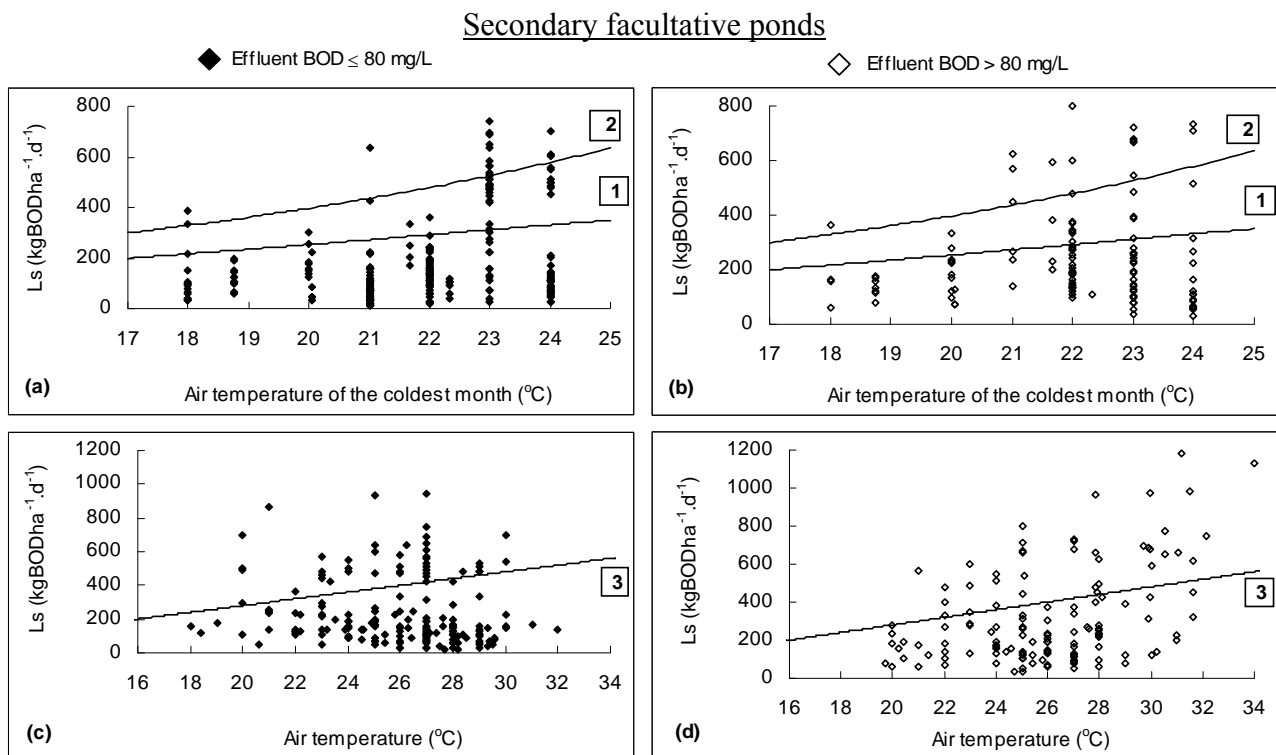 Secondary facultative ponds
Effluent BOD ≤ 80 mg/L
Effluent BOD > 80 mg/L
Ls (kgBODha⁻¹.d⁻¹)
800
600
400
200
0
17 18 19 20 21 22 23 24 25
2
1
(a)
Air temperature of the coldest month (°C)
Ls (kgBODha⁻¹.d⁻¹)
800
600
400
200
0
17 18 19 20 21 22 23 24 25
2
1
(b)
Air temperature of the coldest month (°C)
Ls (kgBODha⁻¹.d⁻¹)
1200
1000
800
600
400
200
0
16 18 20 22 24 26 28 30 32 34
3
(c)
Air temperature (°C)
Ls (kgBODha⁻¹.d⁻¹)
1200
1000
800
600
400
200
0
16 18 20 22 24 26 28 30 32 34
3
(d)
Air temperature (°C)